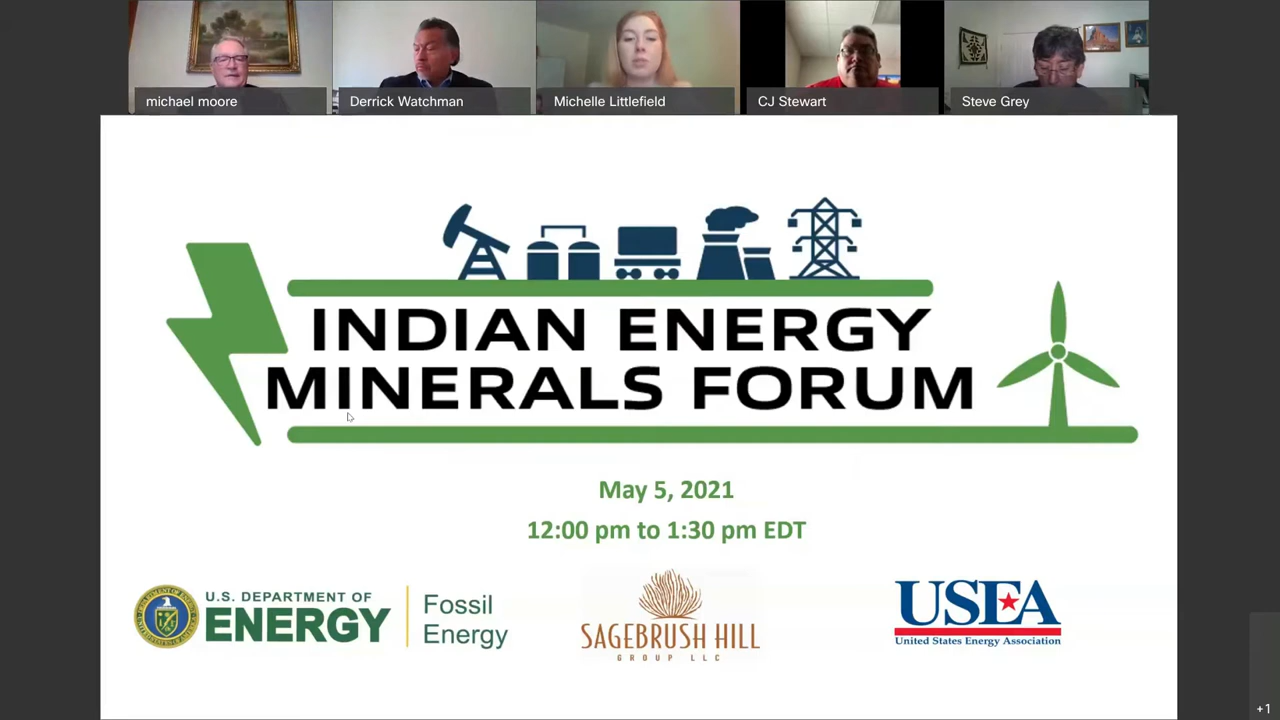 michael moore
Derrick Watchman
Michelle Littlefield
CJ Stewart
Steve Grey
INDIAN ENERGY
MINERALS FORUM
May 5, 2021
12:00 pm to 1:30 pm EDT
U.S. DEPARTMENT OF
ENERGY
Fossil
Energy
SAGEBRUSH HILL
GROUP LLC
USEA
United States Energy Association
+1